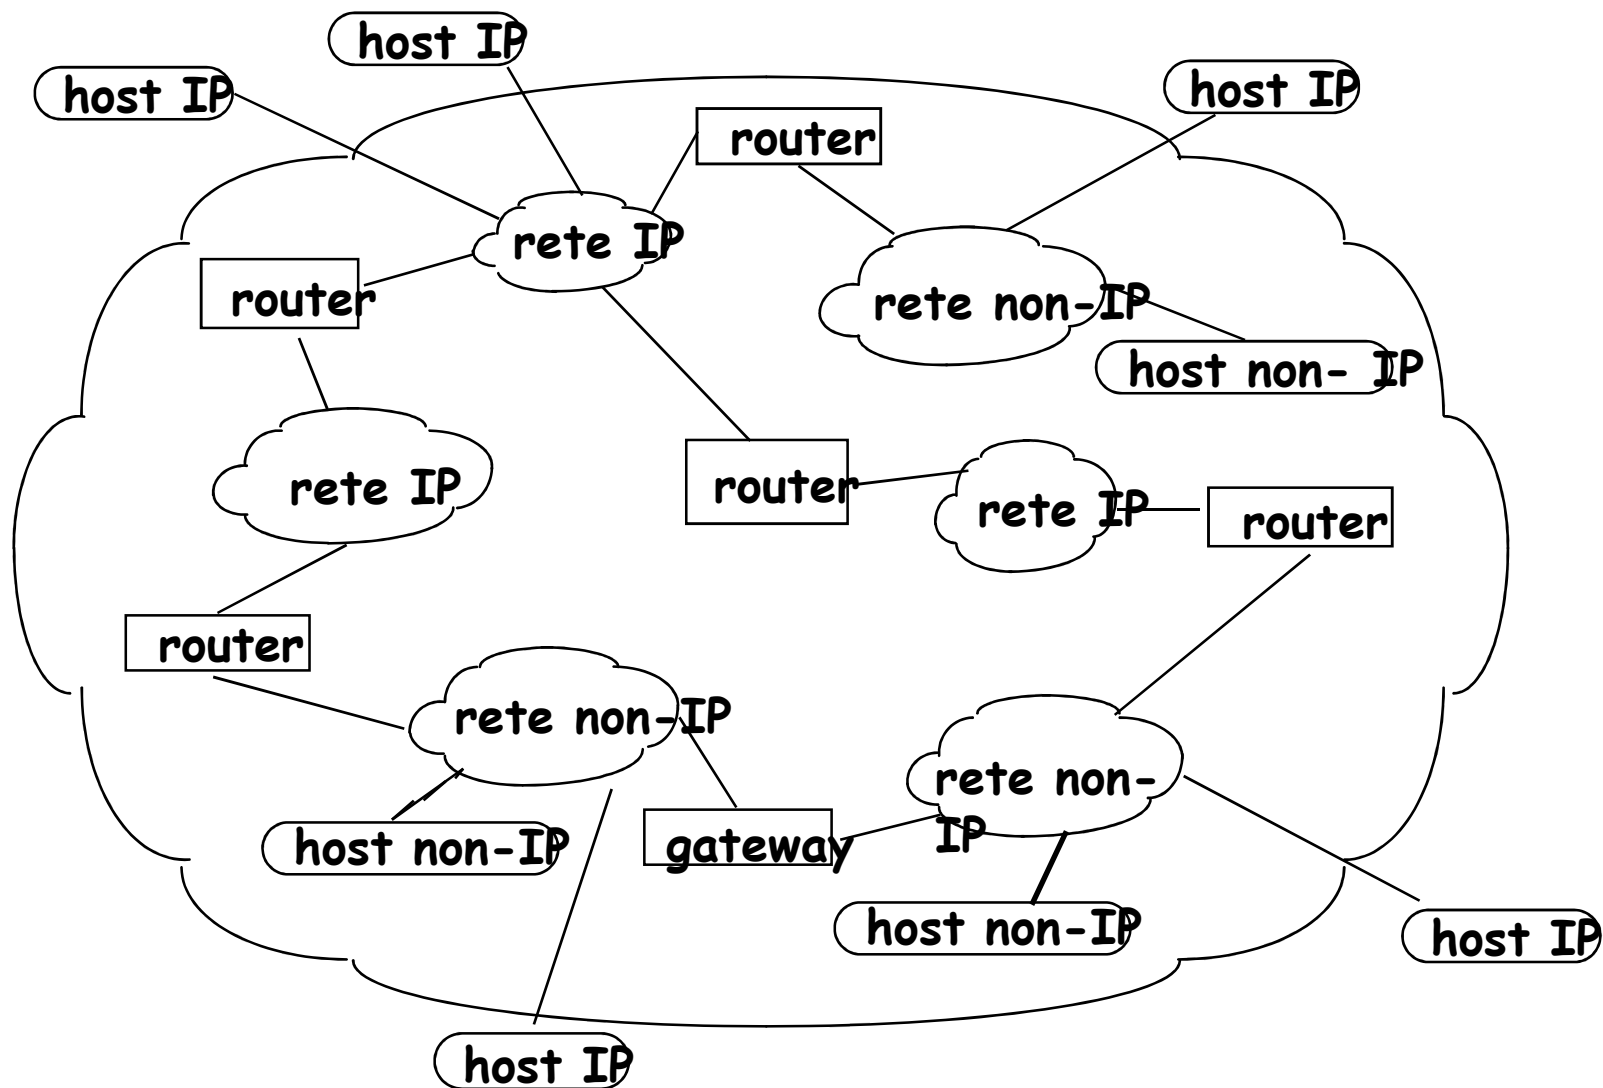 host IP
host IP
host IP
router
rete IP
router
rete non-IP
host non- IP
rete IP
router
rete IP
router
router
rete non-IP
rete non-
IP
host non-IP
gateway
host non-IP
host IP
host IP